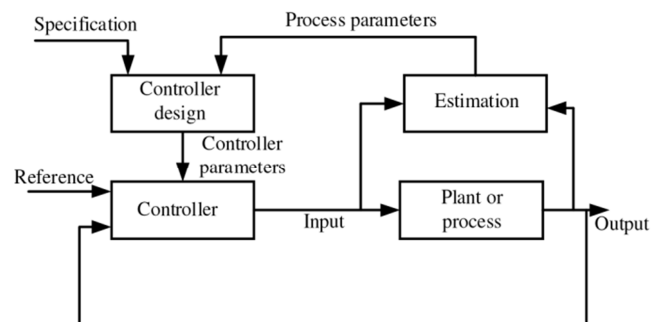 Specification
Process parameters
Controller
design
Estimation
Controller
parameters
Reference
Controller
Input
Plant or
process
Output